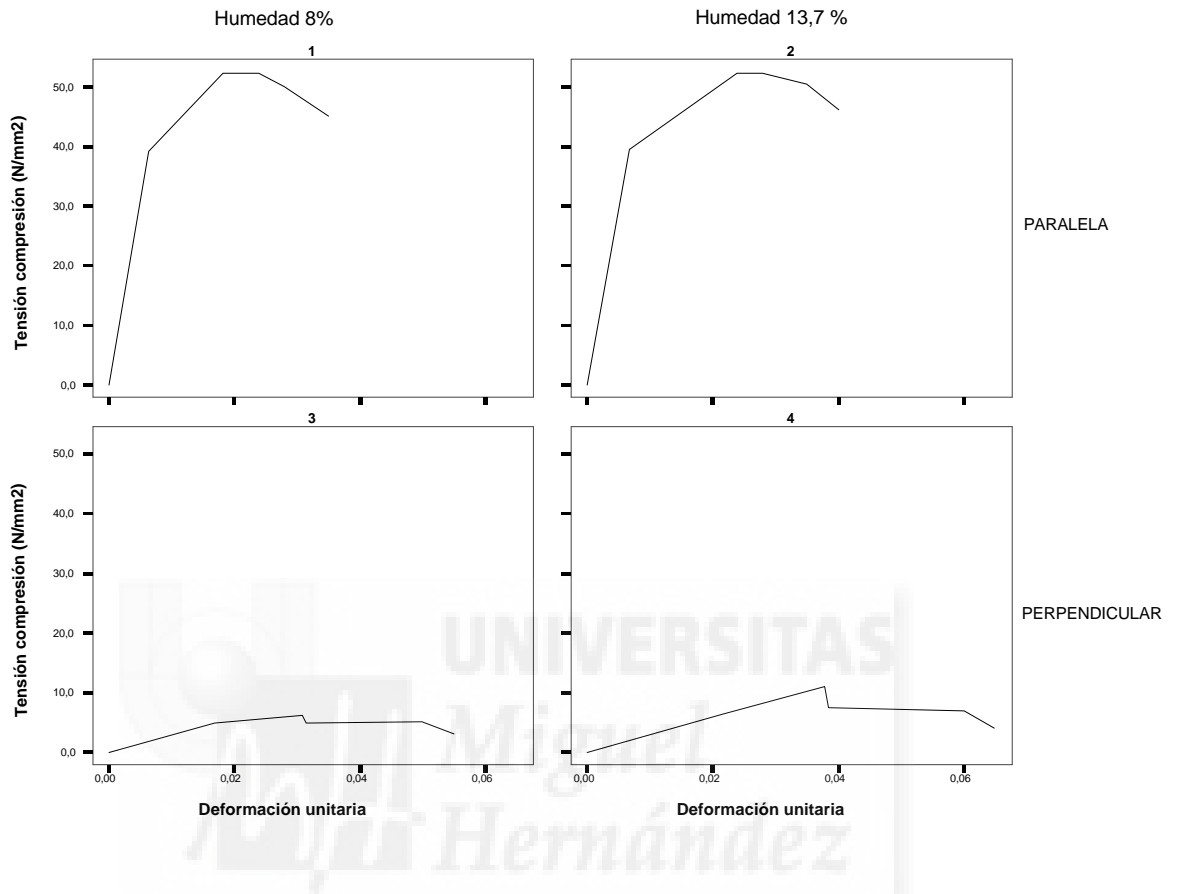 Humedad 8%
Humedad 13,7 %
1
2
Tensión compresión (N/mm2)
50,0
40,0
30,0
20,0
10,0
0,0
PARALELA
3
4
Tensión compresión (N/mm2)
50,0
40,0
30,0
20,0
10,0
0,0
PERPENDICULAR
0,00 0,02 0,04 0,06
0,00 0,02 0,04 0,06
Deformación unitaria
Deformación unitaria
UNIVERSITAS
Miguel
Hernández